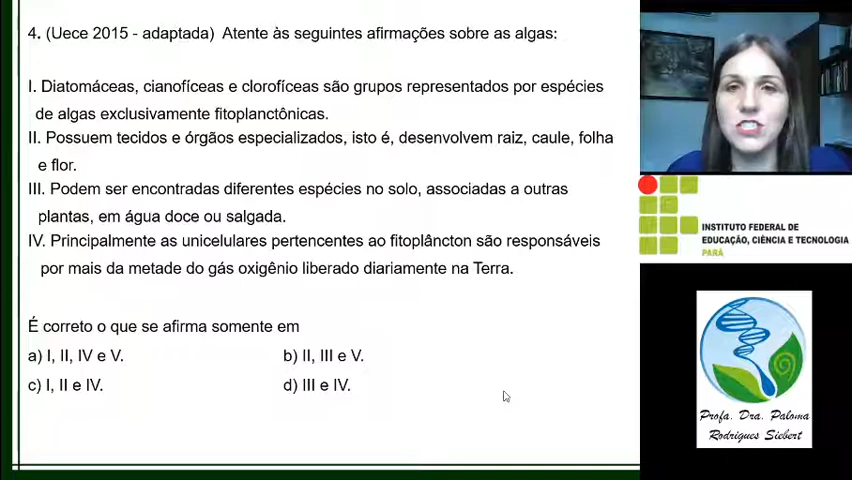 4. (Uece 2015 - adaptada) Atente às seguintes afirmações sobre as algas:
I. Diatomáceas, cianofíceas e clorofíceas são grupos representados por espécies
de algas exclusivamente fitoplanctônicas.
II. Possuem tecidos e órgãos especializados, isto é, desenvolvem raiz, caule, folha
e flor.
III. Podem ser encontradas diferentes espécies no solo, associadas a outras
plantas, em água doce ou salgada.
IV. Principalmente as unicelulares pertencentes ao fitoplâncton são responsáveis
por mais da metade do gás oxigênio liberado diariamente na Terra.
É correto o que se afirma somente em
a) I, II, IV e V.
b) II, III e V.
c) I, II e IV.
d) III e IV.
INSTITUTO FEDERAL DE
EDUCAÇÃO, CIÊNCIA E TECNOLOGIA
PARÁ
Profa. Dra. Paloma
Rodrigues Siebert